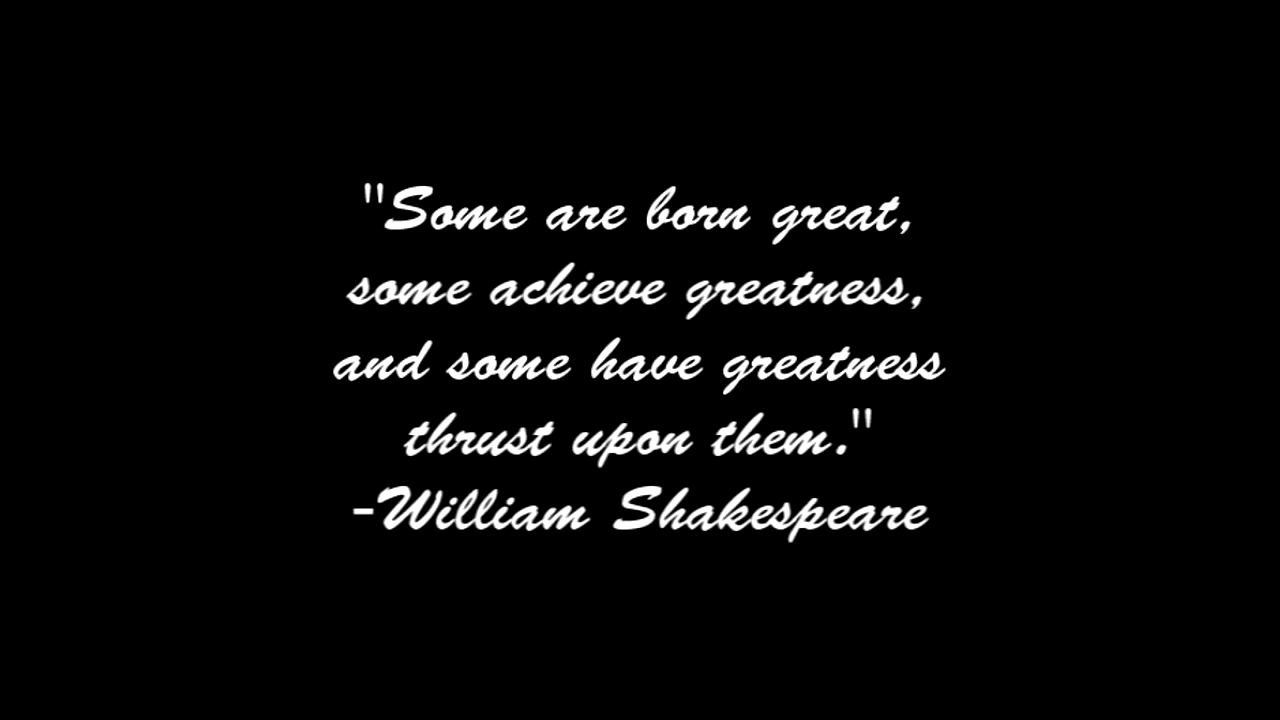 "Some are born great,
some achieve greatness,
and some have greatness
thrust upon them."
-William Shakespeare